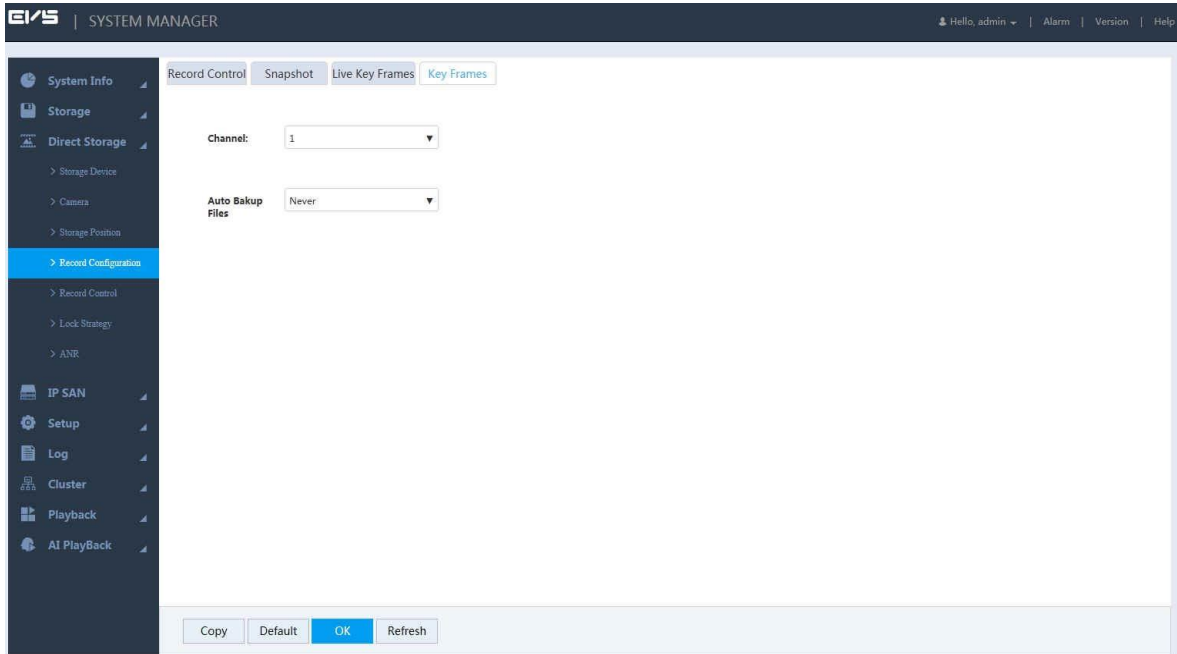 EVS | SYSTEM MANAGER
Hello, admin | Alarm | Version | Help
System Info
Storage
Direct Storage
> Storage Device
> Camera
> Storage Position
> Record Configuration
> Record Control
> Lock Strategy
> ANR
IP SAN
Setup
Log
Cluster
Playback
AI PlayBack
Record Control Snapshot Live Key Frames Key Frames
Channel: 1
Auto Bakup Never
Files
Copy Default OK Refresh